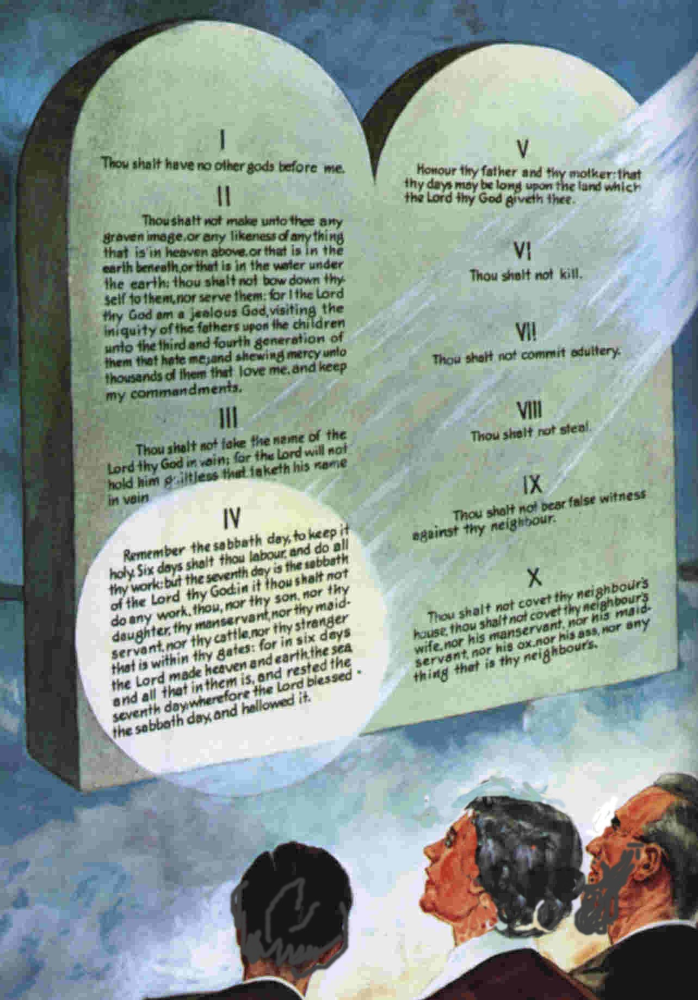 I
Thou shalt have no other gods before me.
II
Thou shalt not make unto thee any
graven image, or any likeness of any thing
that is in heaven above, or that is in the
earth beneath, or that is in the water under
the earth: thou shalt not bow down thy-
self to them, nor serve them: for I the Lord
thy God am a jealous God, visiting the
iniquity of the fathers upon the children
unto the third and fourth generation of
them that hate me; and shewing mercy unto
thousands of them that love me, and keep
my commandments.
III
Thou shalt not take the name of the
Lord thy God in vain; for the Lord will not
hold him guiltless that taketh his name
in vain
IV
Remember the sabbath day, to keep it
holy. Six days shalt thou labour, and do all
thy work: but the seventh day is the sabbath
of the Lord thy God: in it thou shalt not
do any work, thou, nor thy son, nor thy
daughter, thy manservant, nor thy maid-
servant, nor thy cattle, nor thy stranger
that is within thy gates: for in six days
the Lord made heaven and earth, the sea,
and all that in them is, and rested the
seventh day: wherefore the Lord blessed
the sabbath day, and hallowed it.
V
Honour thy father and thy mother: that
thy days may be long upon the land which
the Lord thy God giveth thee.
VI
Thou shalt not kill.
VII
Thou shalt not commit adultery.
VIII
Thou shalt not steal.
IX
Thou shalt not bear false witness
against thy neighbour.
X
Thou shalt not covet thy neighbour's
house, thou shalt not covet thy neighbour's
wife, nor his manservant, nor his maid-
servant, nor his ox, nor his ass, nor any
thing that is thy neighbour's.